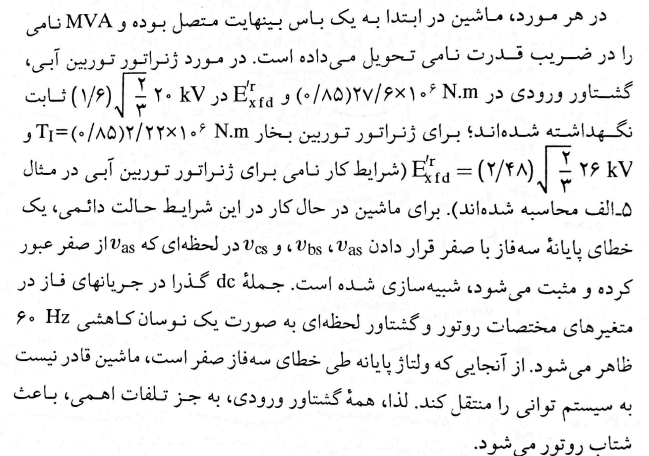 در هر مورد، ماشین در ابتدا به یک باس بینهایت متصل بوده و MVA نامی
را در ضریب قدرت نامی تحویل می‌داده است. در مورد ژنراتور توربین آبی،
گشتاور ورودی در (۰/۸۵)۲۷/۶×۱۰⁶ N.m و E′ʳₓfd در (۱/۶)√(۲/۳) ۲۰ kV ثابت
نگهداشته شده‌اند؛ برای ژنراتور توربین بخار T_I=(۰/۸۵)۲/۲۲×۱۰⁶ N.m و
E′ʳₓfd = (۲/۴۸)√(۲/۳) ۲۶ kV (شرایط کار نامی برای ژنراتور توربین آبی در مثال
۵ـالف محاسبه شده‌اند). برای ماشین در حال کار در این شرایط حالت دائمی، یک
خطای پایانهٔ سه‌فاز با صفر قرار دادن v_as، v_bs، و v_cs در لحظه‌ای که v_as از صفر عبور
کرده و مثبت می‌شود، شبیه‌سازی شده است. جملهٔ dc گذرا در جریانهای فاز در
متغیرهای مختصات روتور و گشتاور لحظه‌ای به صورت یک نوسان کاهشی ۶۰ Hz
ظاهر می‌شود. از آنجایی که ولتاژ پایانه طی خطای سه‌فاز صفر است، ماشین قادر نیست
به سیستم توانی را منتقل کند. لذا، همهٔ گشتاور ورودی، به جز تلفات اهمی، باعث
شتاب روتور می‌شود.